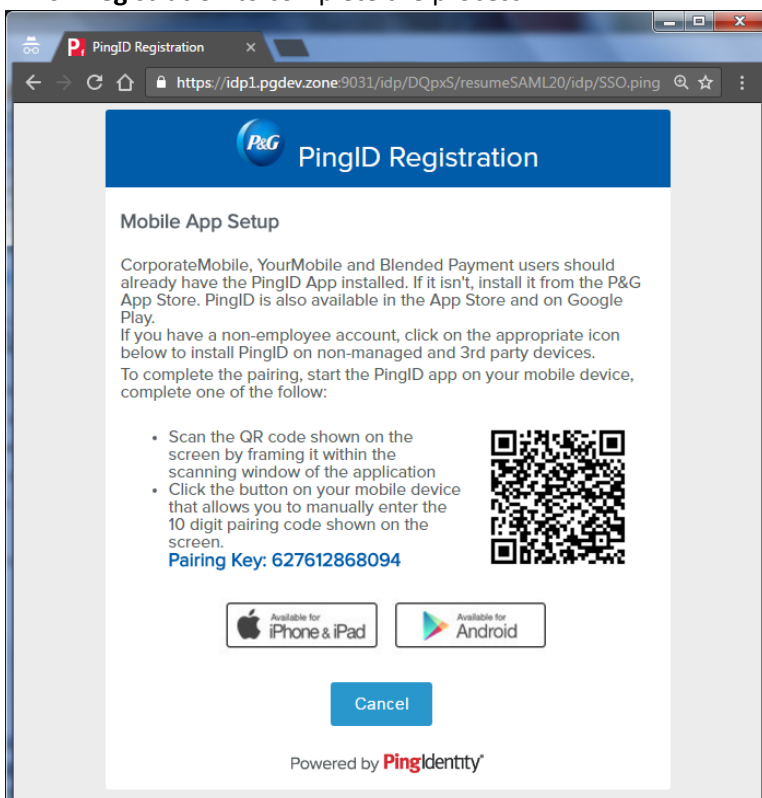 Registration to complete the process
PingID Registration
https://idp1.pgdev.zone:9031/idp/DQpxS/resumeSAML20/idp/SSO.ping
P&G PingID Registration
Mobile App Setup
CorporateMobile, YourMobile and Blended Payment users should
already have the PingID App installed. If it isn't, install it from the P&G
App Store. PingID is also available in the App Store and on Google
Play.
If you have a non-employee account, click on the appropriate icon
below to install PingID on non-managed and 3rd party devices.
To complete the pairing, start the PingID app on your mobile device,
complete one of the follow:
• Scan the QR code shown on the
screen by framing it within the
scanning window of the application
• Click the button on your mobile device
that allows you to manually enter the
10 digit pairing code shown on the
screen.
Pairing Key: 627612868094
Available for
iPhone & iPad
Available for
Android
Cancel
Powered by PingIdentity